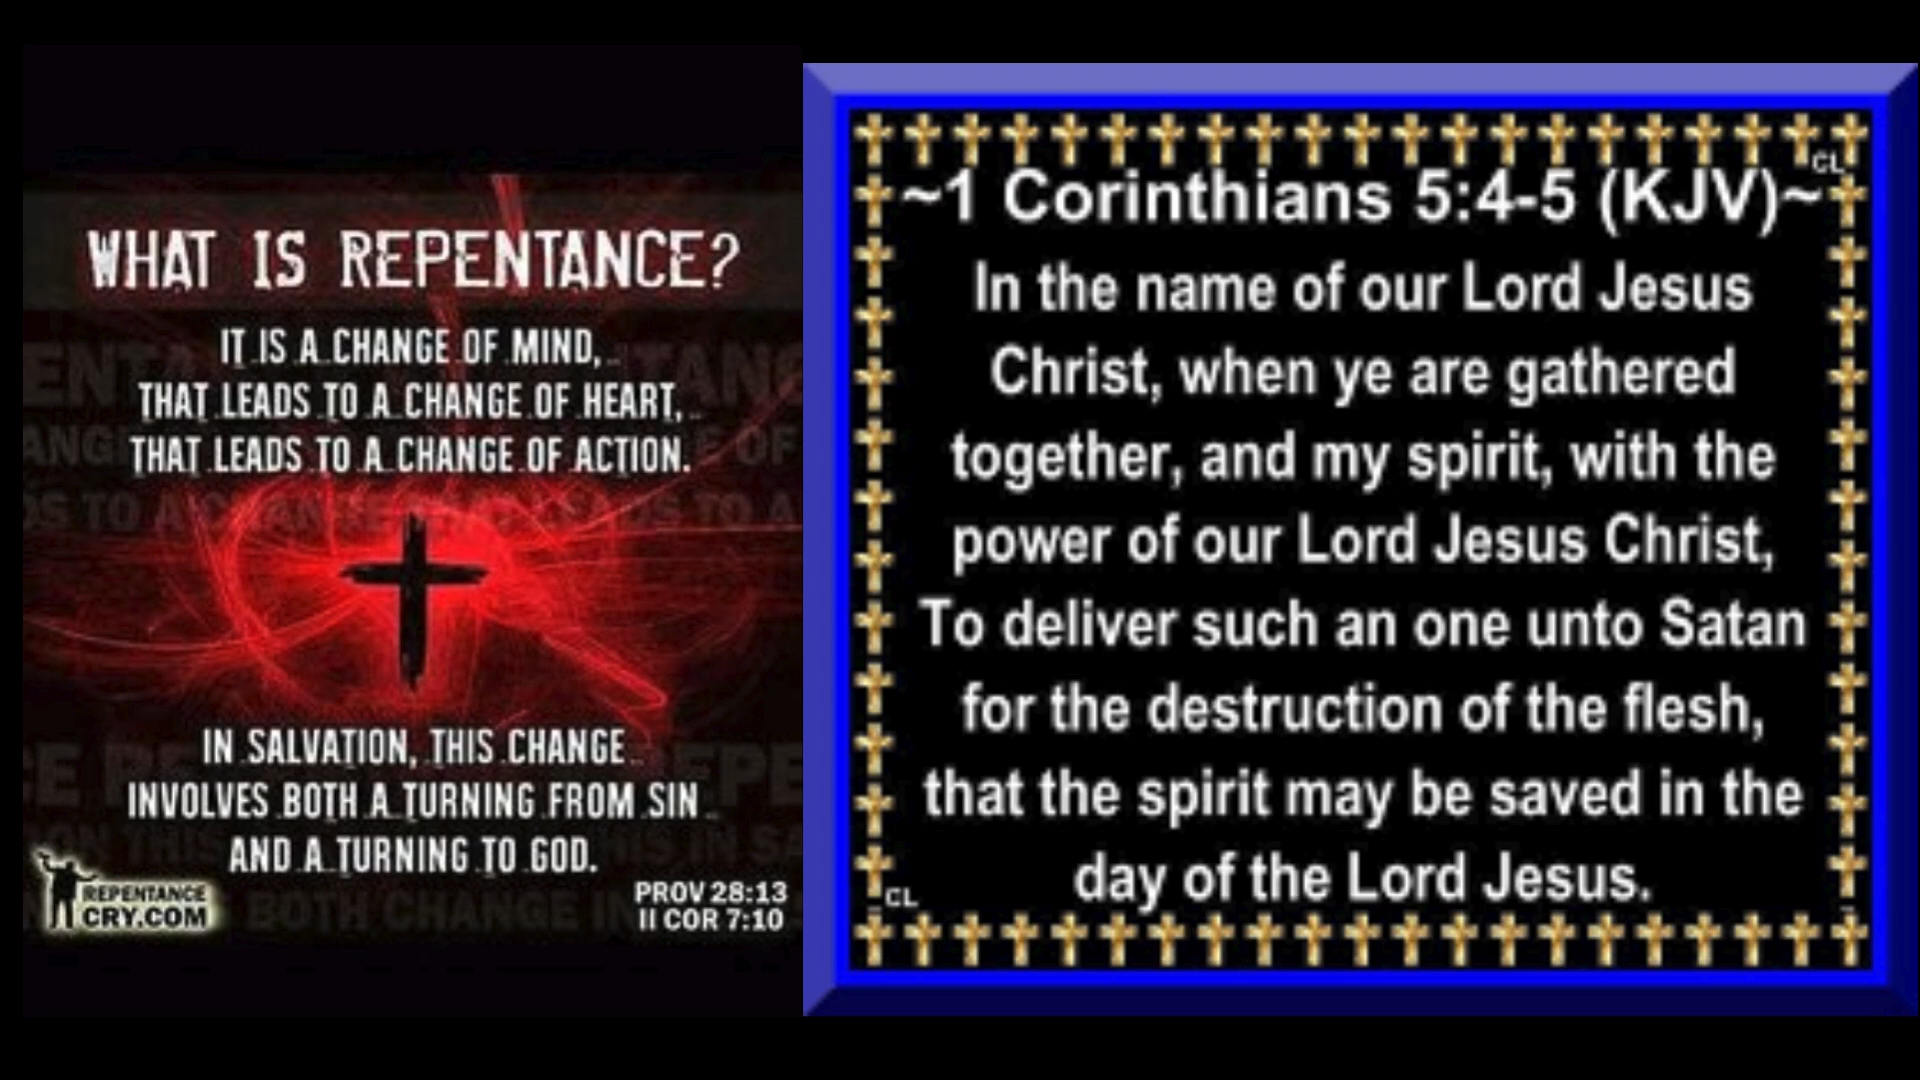 WHAT IS REPENTANCE?
IT IS A CHANGE OF MIND,
THAT LEADS TO A CHANGE OF HEART,
THAT LEADS TO A CHANGE OF ACTION.
IN SALVATION, THIS CHANGE
INVOLVES BOTH A TURNING FROM SIN
AND A TURNING TO GOD.
REPENTANCE
CRY.COM
PROV 28:13
II COR 7:10
CL
~1 Corinthians 5:4-5 (KJV)~
In the name of our Lord Jesus
Christ, when ye are gathered
together, and my spirit, with the
power of our Lord Jesus Christ,
To deliver such an one unto Satan
for the destruction of the flesh,
that the spirit may be saved in the
day of the Lord Jesus.
CL